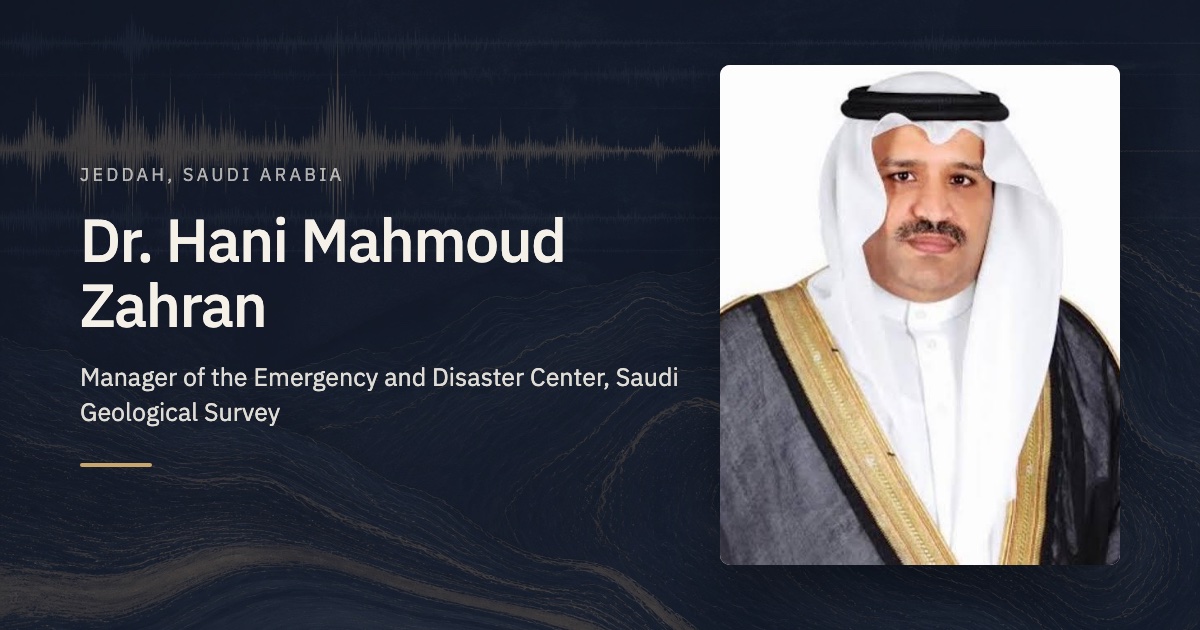 JEDDAH, SAUDI ARABIA
Dr. Hani Mahmoud
Zahran
Manager of the Emergency and Disaster Center, Saudi
Geological Survey